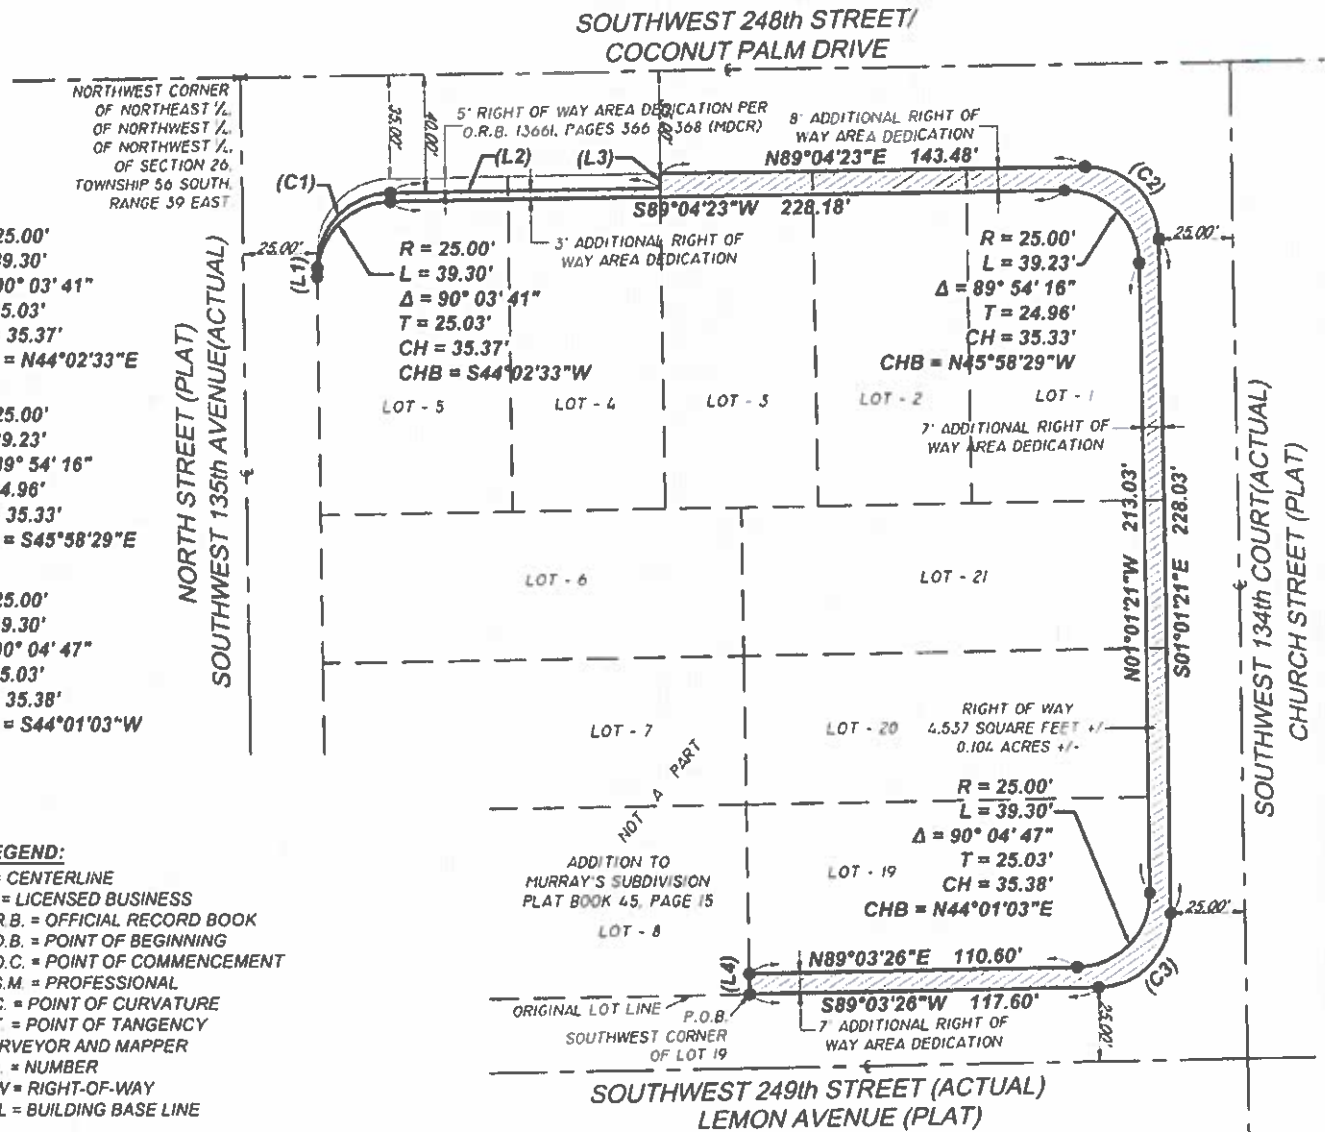 SOUTHWEST 248th STREET/
COCONUT PALM DRIVE
NORTHWEST CORNER
OF NORTHEAST ¼,
OF NORTHWEST ¼,
OF NORTHWEST ¼,
OF SECTION 26,
TOWNSHIP 56 SOUTH,
RANGE 39 EAST
35.00'
40.00'
5' RIGHT OF WAY AREA DEDICATION PER
O.R.B. 13661, PAGES 366 & 368 (MDCR)
8' ADDITIONAL RIGHT OF
WAY AREA DEDICATION
(L2)
(L3)
N89°04'23"E 143.48'
(C1)
(C2)
S89°04'23"W 228.18'
25.00'
25.00'
(L1)
3' ADDITIONAL RIGHT OF
WAY AREA DEDICATION
R = 25.00'
L = 39.30'
Δ = 90° 03' 41"
T = 25.03'
CH = 35.37'
CHB = S44°02'33"W
R = 25.00'
L = 39.23'
Δ = 89° 54' 16"
T = 24.96'
CH = 35.33'
CHB = N45°58'29"W
25.00'
39.30'
90° 03' 41"
5.03'
35.37'
= N44°02'33"E
25.00'
9.23'
89° 54' 16"
4.96'
35.33'
= S45°58'29"E
25.00'
9.30'
90° 04' 47"
5.03'
35.38'
= S44°01'03"W
NORTH STREET (PLAT)
SOUTHWEST 135th AVENUE(ACTUAL)
LOT - 5
LOT - 4
LOT - 3
LOT - 2
LOT - 1
7' ADDITIONAL RIGHT OF
WAY AREA DEDICATION
N01°01'21"W 213.03'
S01°01'21"E 228.03'
SOUTHWEST 134th COURT(ACTUAL)
CHURCH STREET (PLAT)
LOT - 6
LOT - 21
LOT - 7
LOT - 20
RIGHT OF WAY
4,537 SQUARE FEET +/-
0.104 ACRES +/-
NOT A PART
R = 25.00'
L = 39.30'
Δ = 90° 04' 47"
T = 25.03'
CH = 35.38'
CHB = N44°01'03"E
LOT - 19
ADDITION TO
MURRAY'S SUBDIVISION
PLAT BOOK 45, PAGE 15
LOT - 8
25.00'
(L4)
N89°03'26"E 110.60'
S89°03'26"W 117.60'
(C3)
25.00'
ORIGINAL LOT LINE
P.O.B.
SOUTHWEST CORNER
OF LOT 19
7' ADDITIONAL RIGHT OF
WAY AREA DEDICATION
SOUTHWEST 249th STREET (ACTUAL)
LEMON AVENUE (PLAT)
EGEND:
= CENTERLINE
= LICENSED BUSINESS
R.B. = OFFICIAL RECORD BOOK
O.B. = POINT OF BEGINNING
O.C. = POINT OF COMMENCEMENT
S.M. = PROFESSIONAL
C. = POINT OF CURVATURE
T. = POINT OF TANGENCY
RVEYOR AND MAPPER
. = NUMBER
W = RIGHT-OF-WAY
L = BUILDING BASE LINE